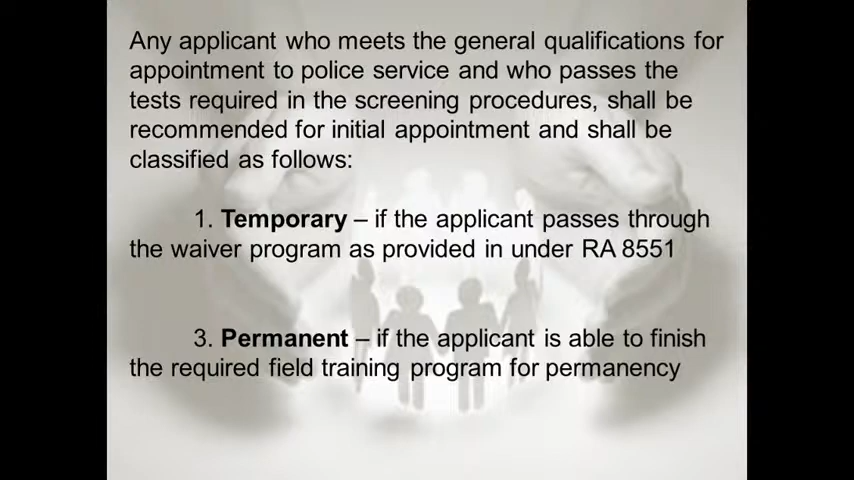 Any applicant who meets the general qualifications for
appointment to police service and who passes the
tests required in the screening procedures, shall be
recommended for initial appointment and shall be
classified as follows:
1. Temporary – if the applicant passes through
the waiver program as provided in under RA 8551
3. Permanent – if the applicant is able to finish
the required field training program for permanency